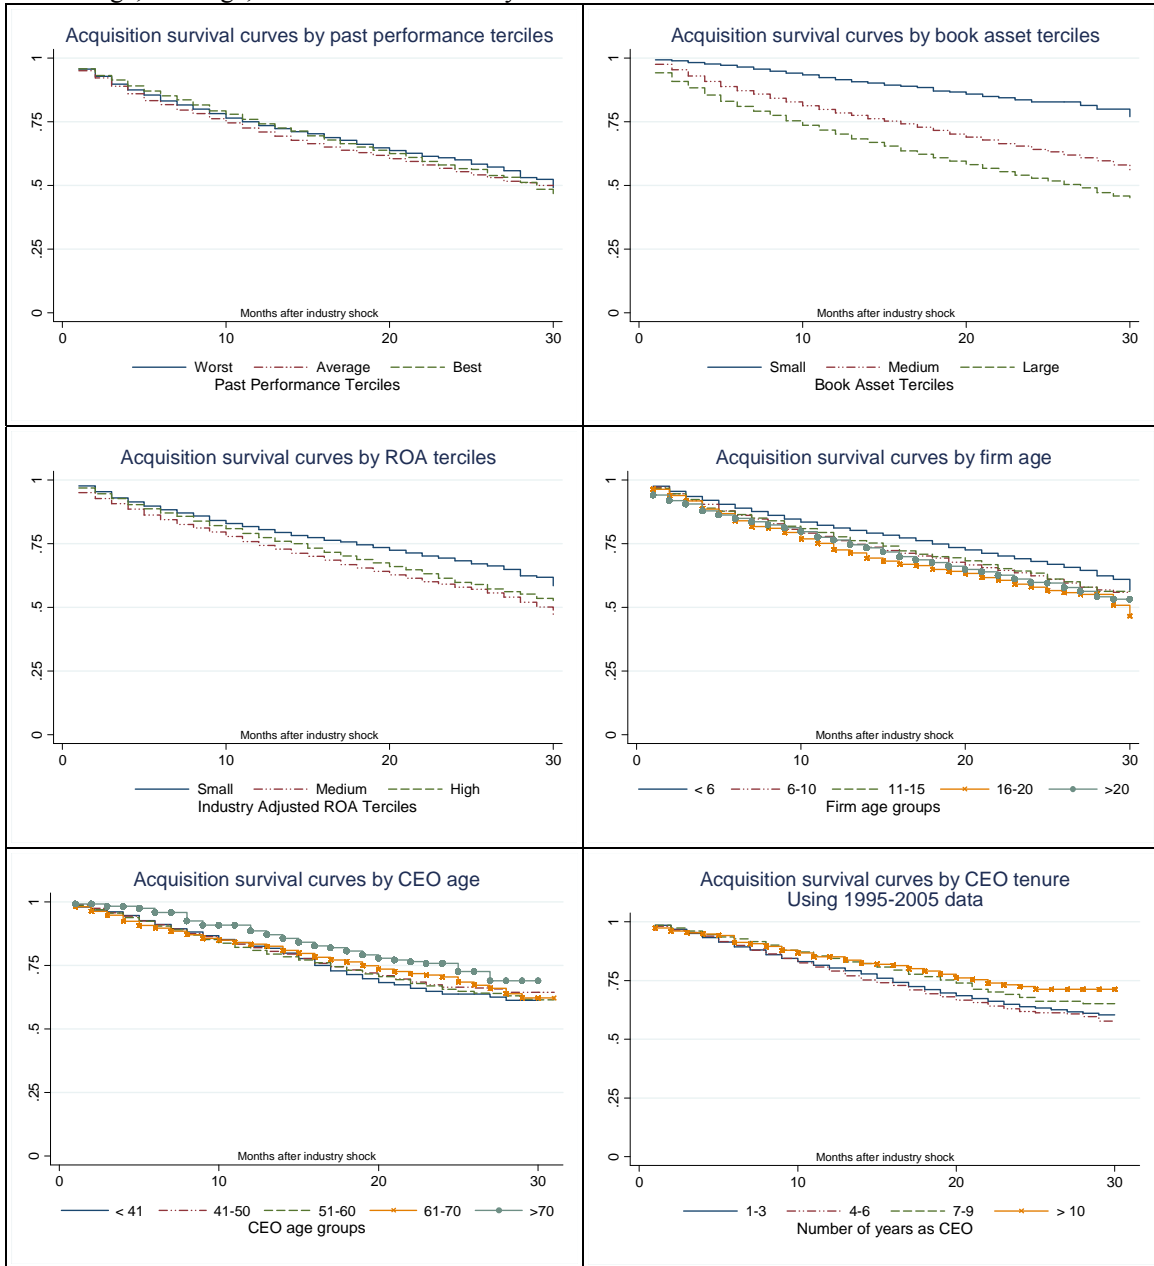 Acquisition survival curves by past performance terciles
1
.75
.5
.25
0
Months after industry shock
0 10 20 30
Worst Average Best
Past Performance Terciles
Acquisition survival curves by book asset terciles
1
.75
.5
.25
0
Months after industry shock
0 10 20 30
Small Medium Large
Book Asset Terciles
Acquisition survival curves by ROA terciles
1
.75
.5
.25
0
Months after industry shock
0 10 20 30
Small Medium High
Industry Adjusted ROA Terciles
Acquisition survival curves by firm age
1
.75
.5
.25
0
Months after industry shock
0 10 20 30
< 6 6-10 11-15 16-20 >20
Firm age groups
Acquisition survival curves by CEO age
1
.75
.5
.25
0
Months after industry shock
0 10 20 30
< 41 41-50 51-60 61-70 >70
CEO age groups
Acquisition survival curves by CEO tenure
Using 1995-2005 data
1
.75
.5
.25
0
Months after industry shock
0 10 20 30
1-3 4-6 7-9 > 10
Number of years as CEO